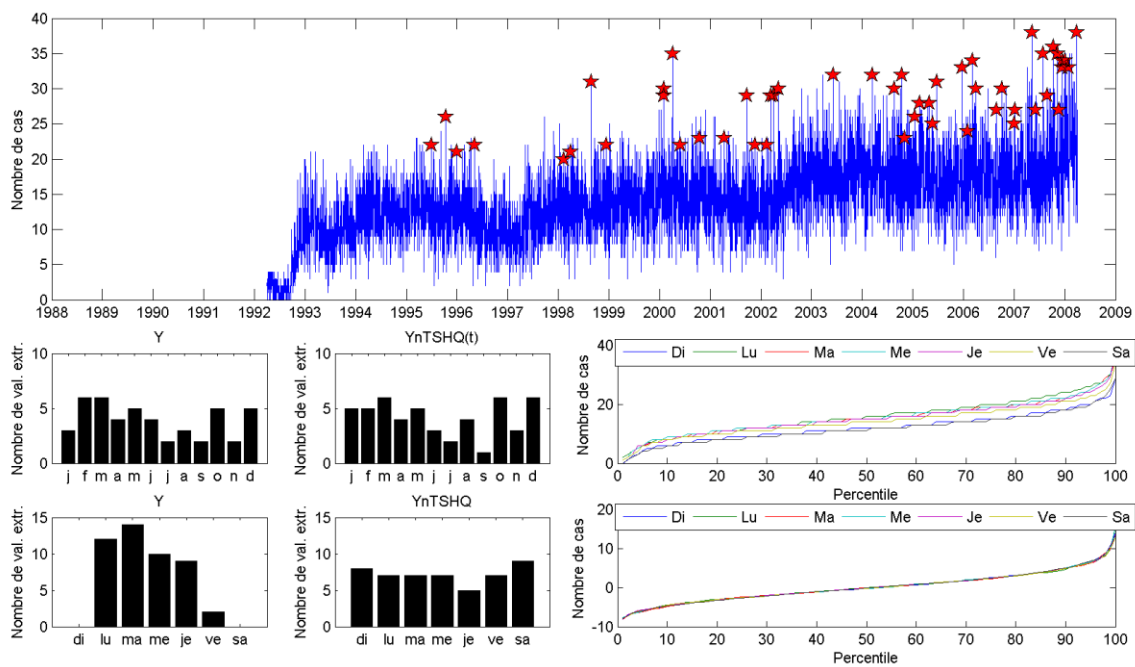 40
35
30
25
20
15
10
5
0
Nombre de cas
1988 1989 1990 1991 1992 1993 1994 1995 1996 1997 1998 1999 2000 2001 2002 2003 2004 2005 2006 2007 2008 2009
Y
10
5
0
Nombre de val. extr.
j f m a m j j a s o n d
YnTSHQ(t)
10
5
0
Nombre de val. extr.
j f m a m j j a s o n d
Di Lu Ma Me Je Ve Sa
40
20
0
Nombre de cas
0 10 20 30 40 50 60 70 80 90 100
Percentile
Y
15
10
5
0
Nombre de val. extr.
di lu ma me je ve sa
YnTSHQ
15
10
5
0
Nombre de val. extr.
di lu ma me je ve sa
Di Lu Ma Me Je Ve Sa
20
10
0
-10
Nombre de cas
0 10 20 30 40 50 60 70 80 90 100
Percentile